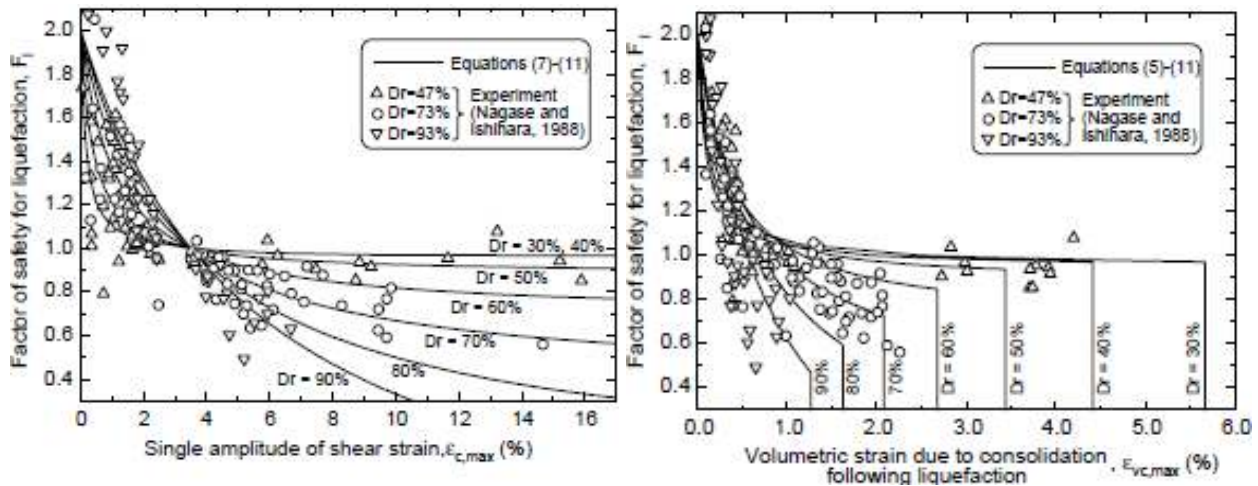 Factor of safety for liquefaction, Fl
2.0
1.8
1.6
1.4
1.2
1.0
0.8
0.6
0.4
Equations (7)-(11)
Dr=47%
Dr=73%
Dr=93%
Experiment
(Nagase and
Ishihara, 1988)
Dr = 30%, 40%
Dr = 50%
Dr = 60%
Dr = 70%
80%
Dr = 90%
0 2 4 6 8 10 12 14 16
Single amplitude of shear strain,εc,max (%)
Factor of safety for liquefaction, Fl
2.0
1.8
1.6
1.4
1.2
1.0
0.8
0.6
0.4
Equations (5)-(11)
Dr=47%
Dr=73%
Dr=93%
Experiment
(Nagase and
Ishihara, 1988)
90%
80%
70%
Dr = 60%
Dr = 50%
Dr = 40%
Dr = 30%
0.0 1.0 2.0 3.0 4.0 5.0 6.0
Volumetric strain due to consolidation
following liquefaction , εvc,max (%)